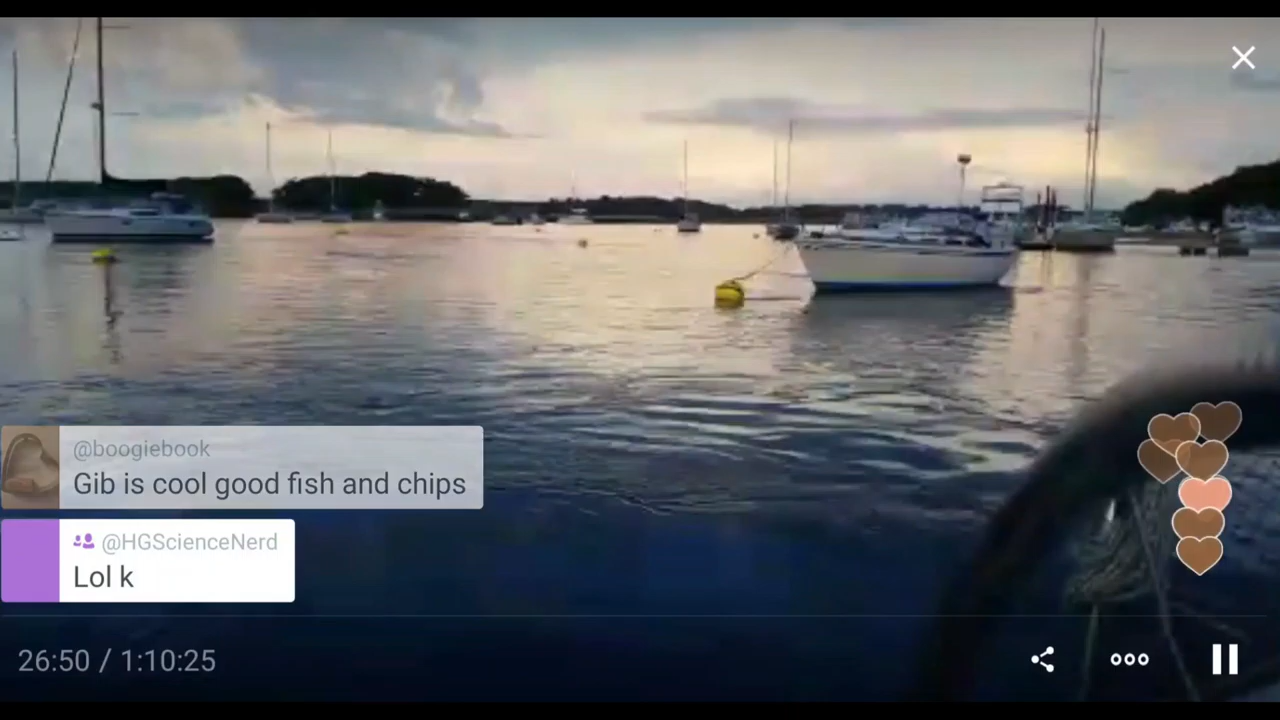 @boogiebook
Gib is cool good fish and chips
@HGScienceNerd
Lol k
26:50 / 1:10:25